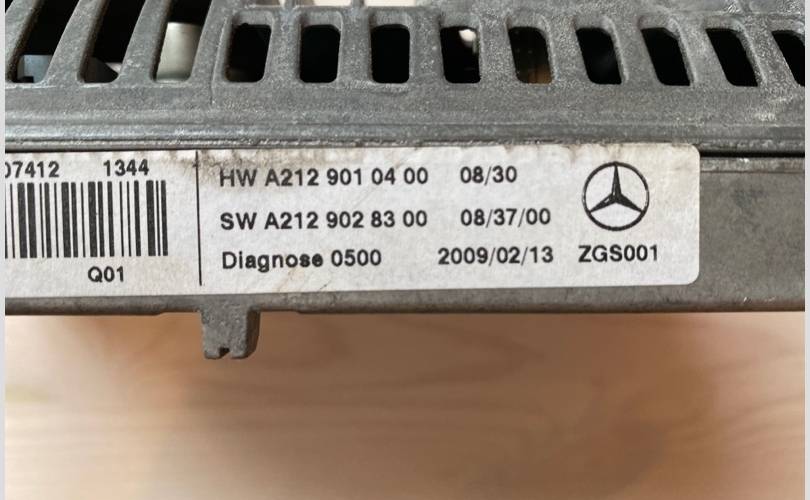 07412 1344
Q01
HW A212 901 04 00 08/30
SW A212 902 83 00 08/37/00
Diagnose 0500 2009/02/13 ZGS001